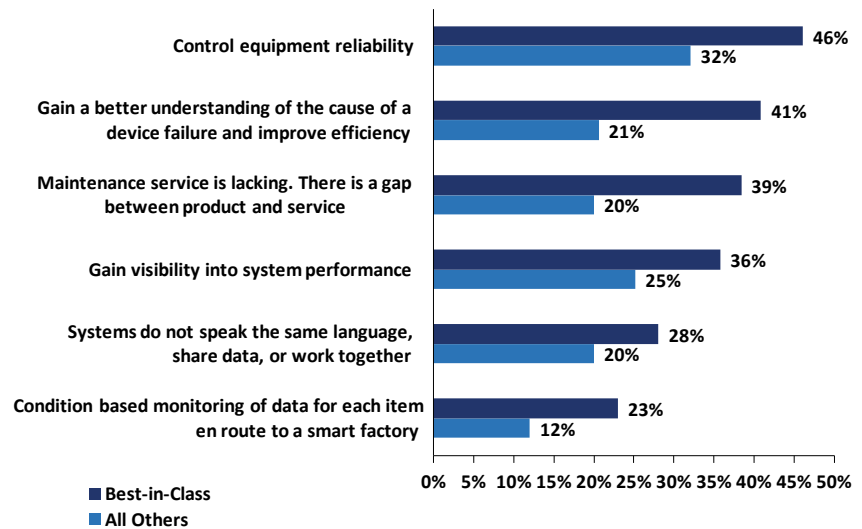 Control equipment reliability
46%
32%
Gain a better understanding of the cause of a
device failure and improve efficiency
41%
21%
Maintenance service is lacking. There is a gap
between product and service
39%
20%
Gain visibility into system performance
36%
25%
Systems do not speak the same language,
share data, or work together
28%
20%
Condition based monitoring of data for each item
en route to a smart factory
23%
12%
0% 5% 10% 15% 20% 25% 30% 35% 40% 45% 50%
Best-in-Class
All Others